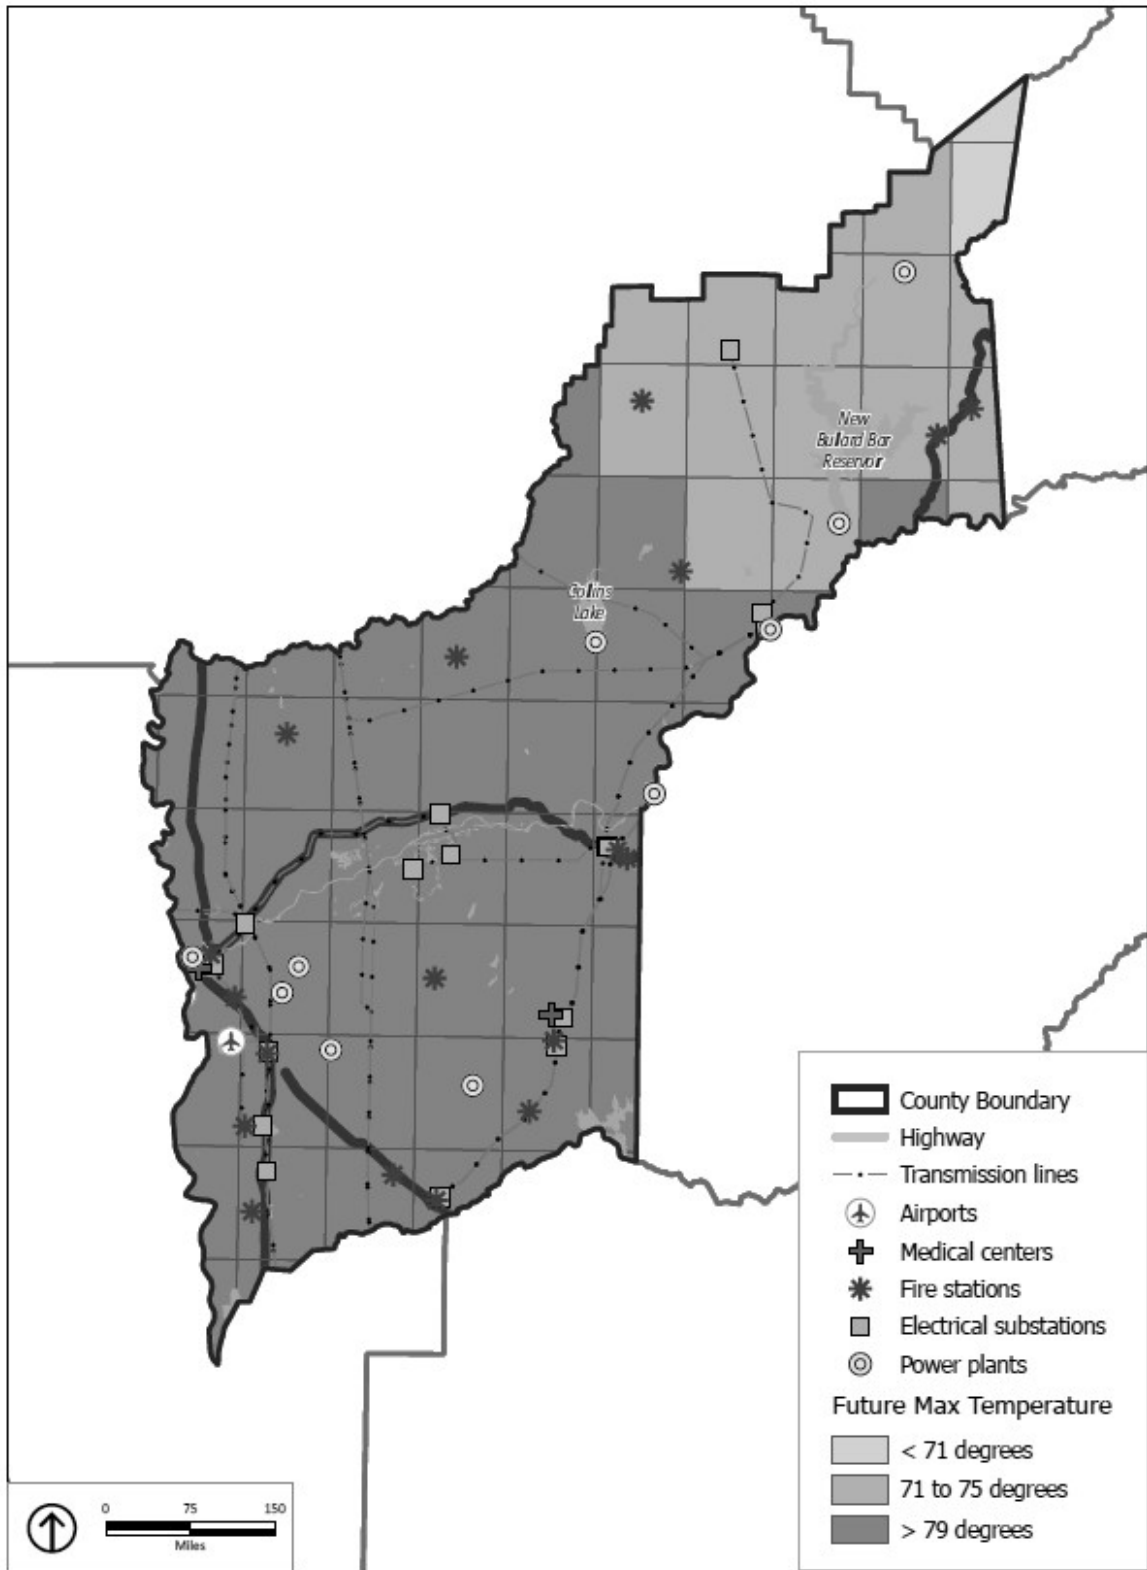 New
Bullard Bar
Reservoir
Collins
Lake
County Boundary
Highway
Transmission lines
Airports
Medical centers
Fire stations
Electrical substations
Power plants
Future Max Temperature
< 71 degrees
71 to 75 degrees
> 79 degrees
0 75 150
Miles